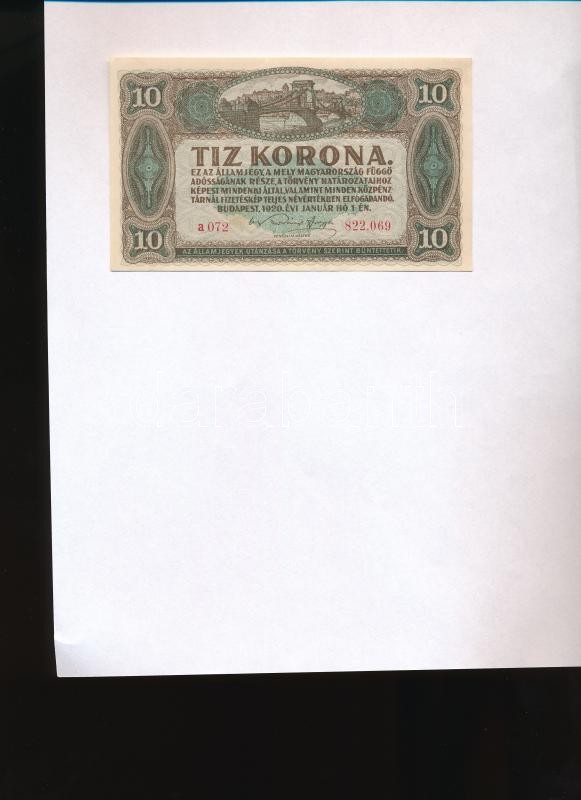 10 10
TIZ KORONA.
EZ AZ ÁLLAMJEGY, A MELY MAGYARORSZÁG FÜGGŐ
ADÓSSÁGÁNAK RÉSZE, A TÖRVÉNY HATÁROZATAIHOZ
KÉPEST MINDENKI ÁLTAL, VALAMINT MINDEN KÖZPÉNZ-
TÁRNÁL FIZETÉSKÉP TELJES NÉVÉRTÉKBEN ELFOGADANDÓ.
BUDAPEST, 1920. ÉVI JANUÁR HÓ 1-ÉN.
a 072 822,069
10 10
AZ ÁLLAMJEGYEK UTÁNZÁSA A TÖRVÉNY SZERINT BÜNTETTETIK.